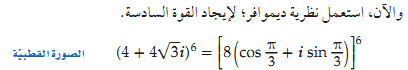 والآن، استعمل نظرية ديموافر؛ لإيجاد القوة السادسة.
الصورة القطبية (4 + 4√3i)⁶ = [8(cos π/3 + i sin π/3)]⁶